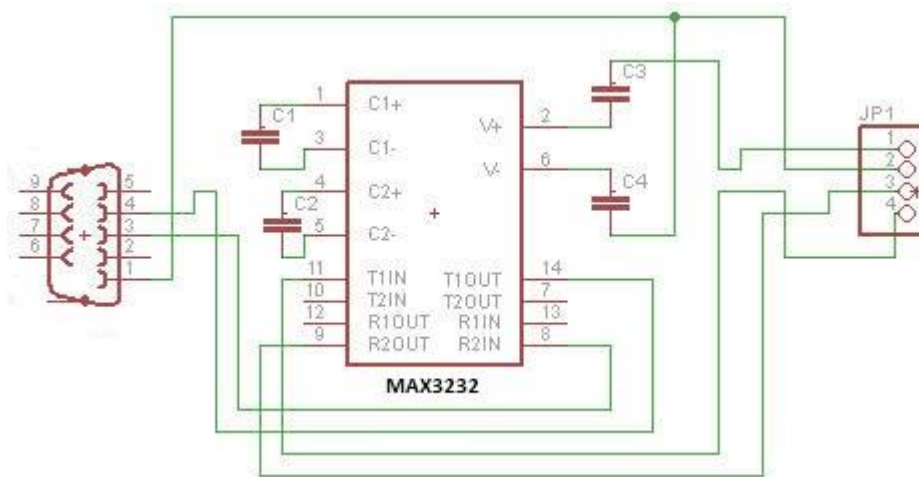 C3
JP1
1
2
3
4
1
C1+
C1
3
C1-
V+
2
V-
6
4
C2+
C2
5
C2-
C4
9
8
7
6
5
4
3
2
1
11
T1IN
T1OUT
14
10
T2IN
T2OUT
7
12
R1OUT
R1IN
13
9
R2OUT
R2IN
8
MAX3232